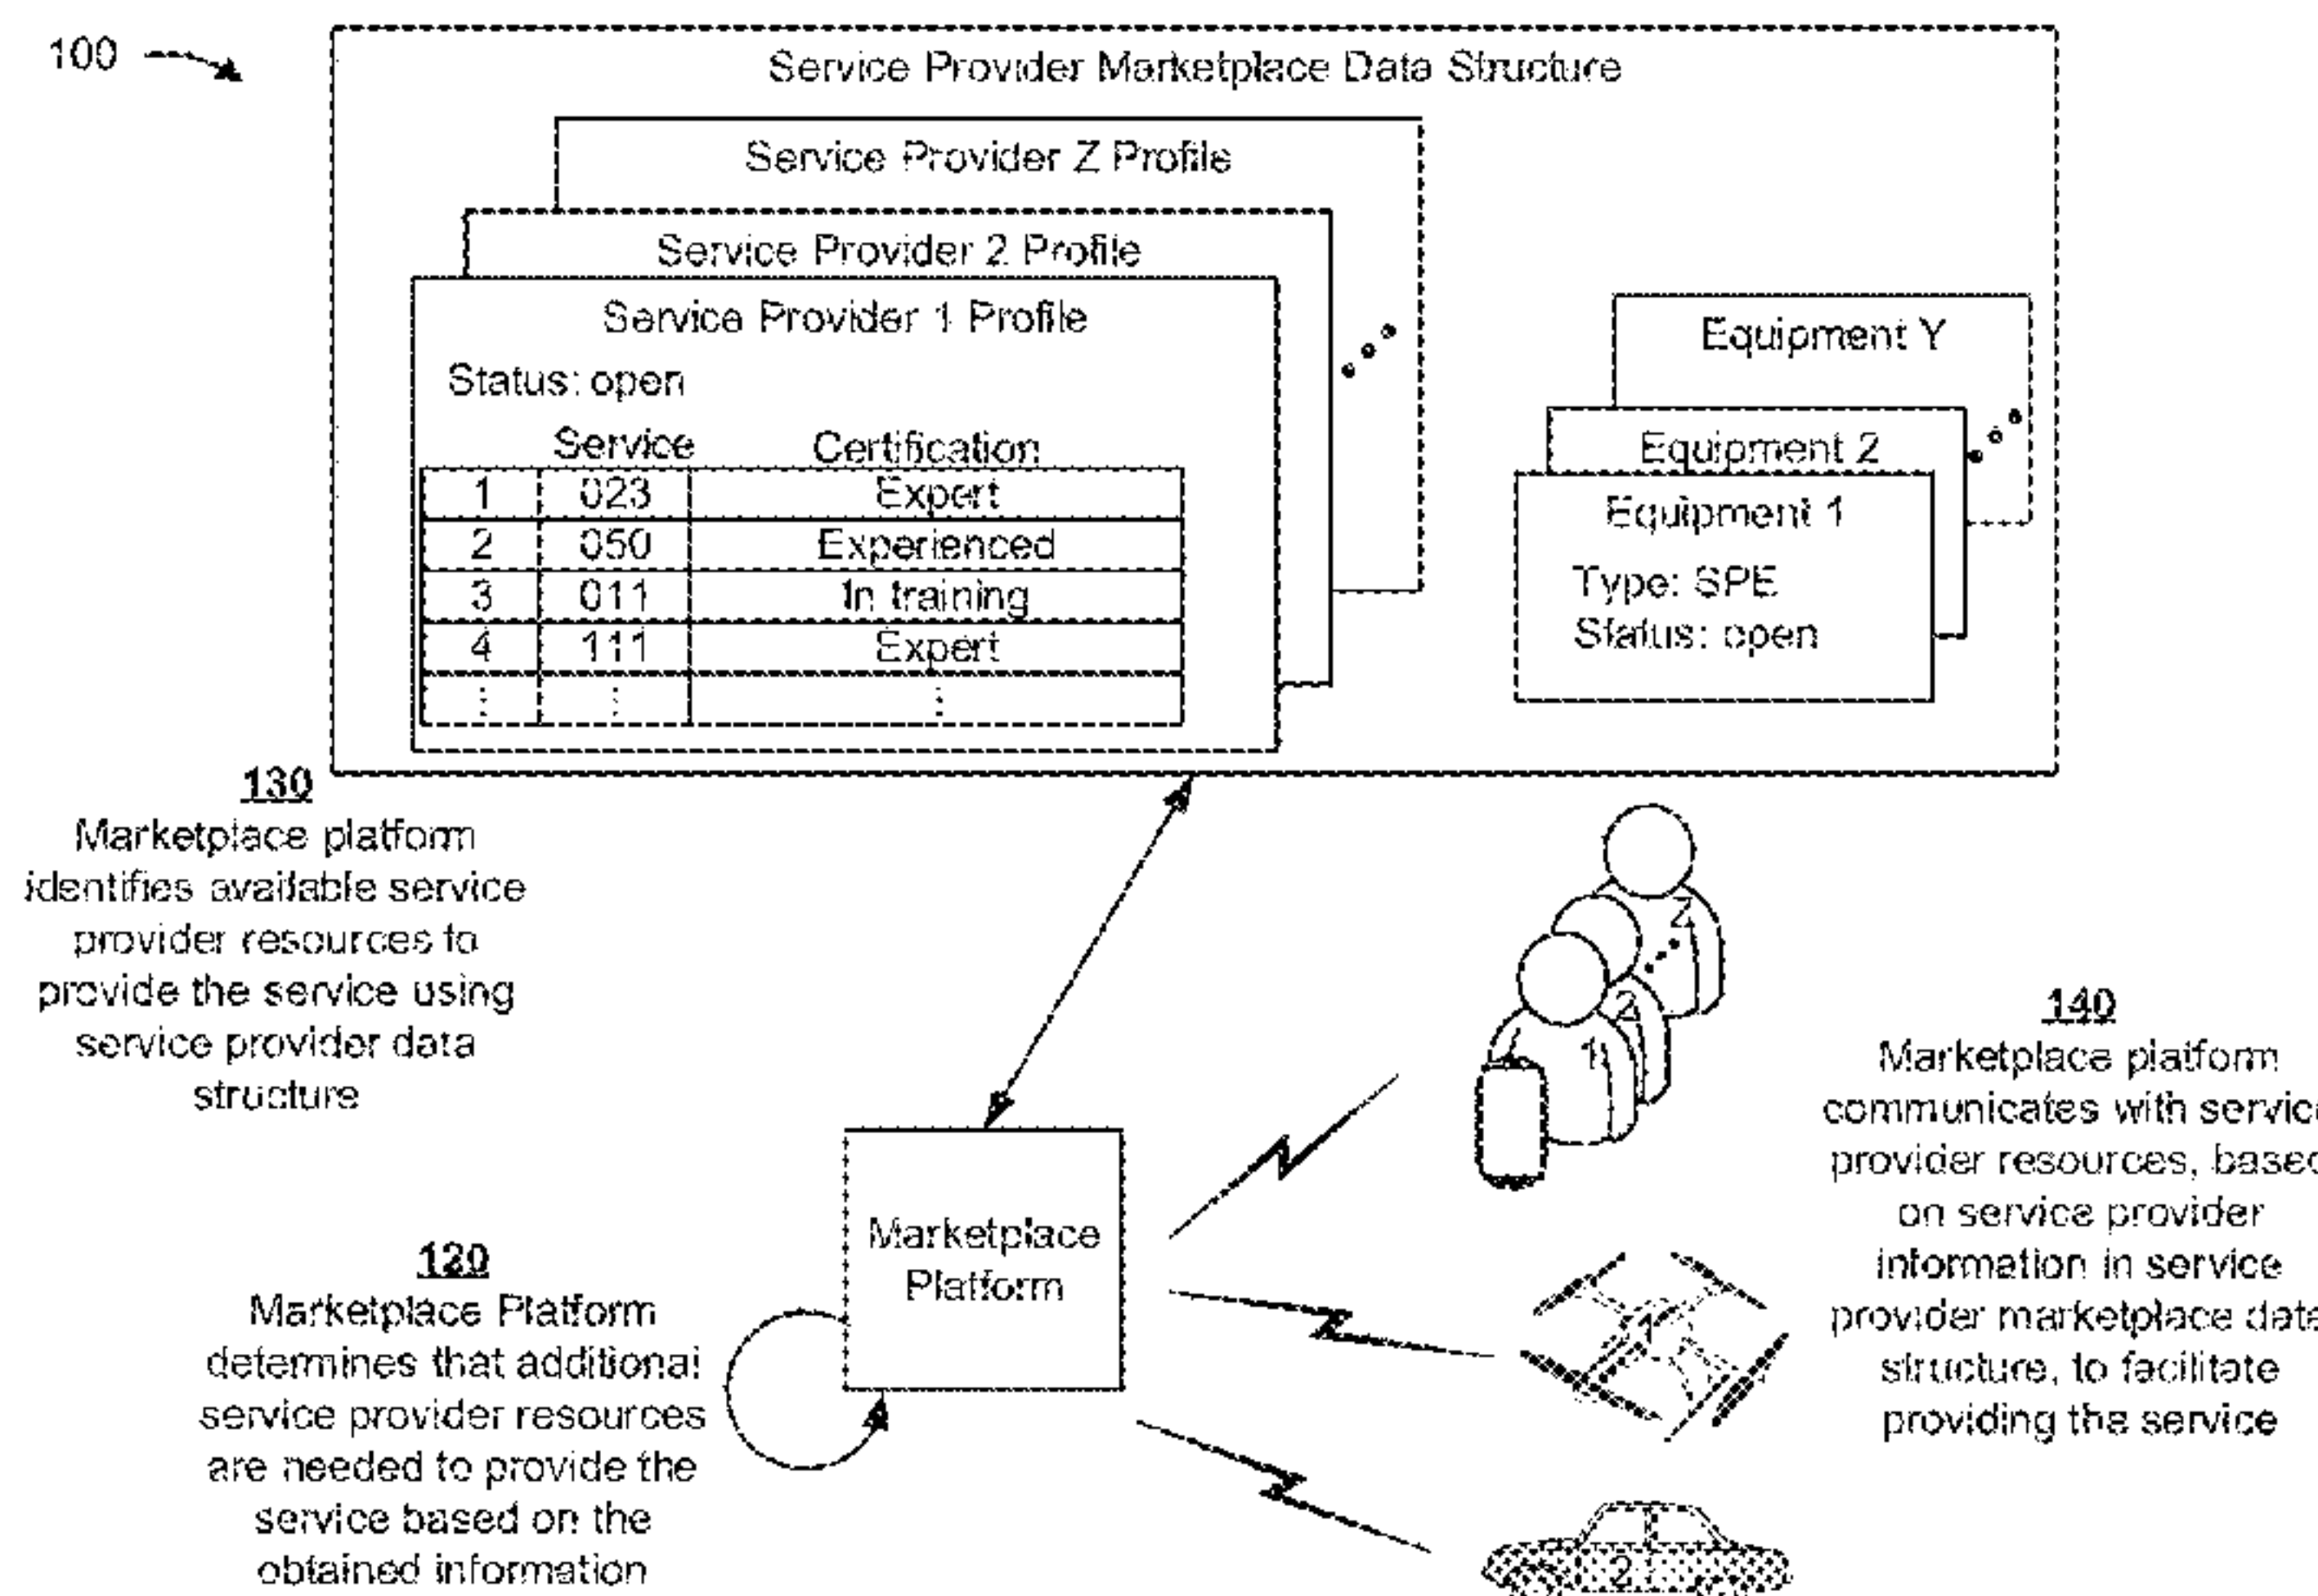 100
Service Provider Marketplace Data Structure
Service Provider Z Profile
Service Provider 2 Profile
Service Provider 1 Profile
Status: open
Service Certification
1 023 Expert
2 050 Experienced
3 011 In training
4 111 Expert
Equipment Y
Equipment 2
Equipment 1
Type: SPE
Status: open
130
Marketplace platform
identifies available service
provider resources to
provide the service using
service provider data
structure
Z
2
1
140
Marketplace platform
communicates with service
provider resources, based
on service provider
information in service
provider marketplace data
structure, to facilitate
providing the service
Marketplace
Platform
120
Marketplace Platform
determines that additional
service provider resources
are needed to provide the
service based on the
obtained information
1
2